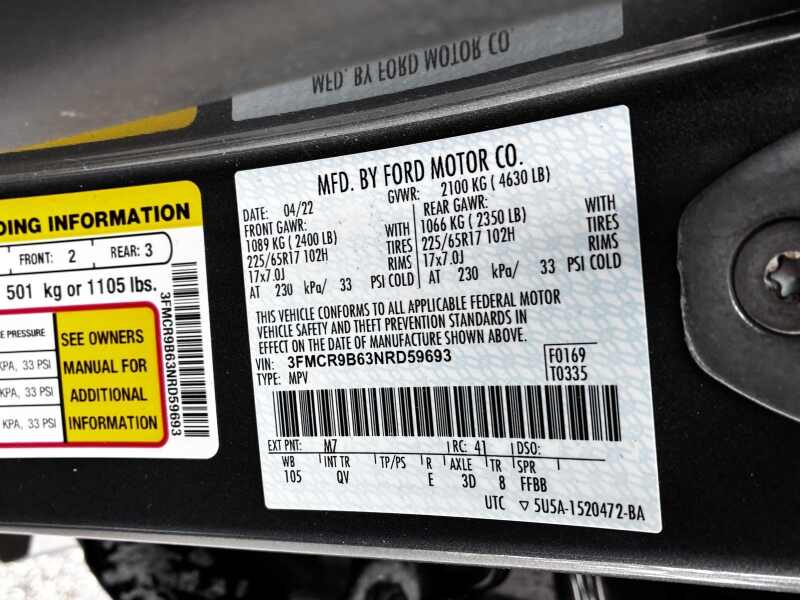 MFD. BY FORD MOTOR CO.
DING INFORMATION
FRONT: 2 REAR: 3
501 kg or 1105 lbs.
PRESSURE
KPA, 33 PSI
KPA, 33 PSI
KPA, 33 PSI
SEE OWNERS
MANUAL FOR
ADDITIONAL
INFORMATION
3FMCR9B63NRD59693
MFD. BY FORD MOTOR CO.
DATE: 04/22 GVWR: 2100 KG ( 4630 LB)
FRONT GAWR: REAR GAWR:
1089 KG (2400 LB) WITH 1066 KG (2350 LB) WITH
225/65R17 102H TIRES 225/65R17 102H TIRES
17x7.0J RIMS 17x7.0J RIMS
AT 230 kPa/ 33 PSI COLD AT 230 kPa/ 33 PSI COLD
THIS VEHICLE CONFORMS TO ALL APPLICABLE FEDERAL MOTOR
VEHICLE SAFETY AND THEFT PREVENTION STANDARDS IN
EFFECT ON THE DATE OF MANUFACTURE SHOWN ABOVE.
VIN: 3FMCR9B63NRD59693 F0169
TYPE: MPV T0335
EXT PNT: M7 RC: 41 DSO:
WB INT TR TP/PS R AXLE TR SPR
105 QV E 3D 8 FFBB
UTC ▽ 5U5A-1520472-BA